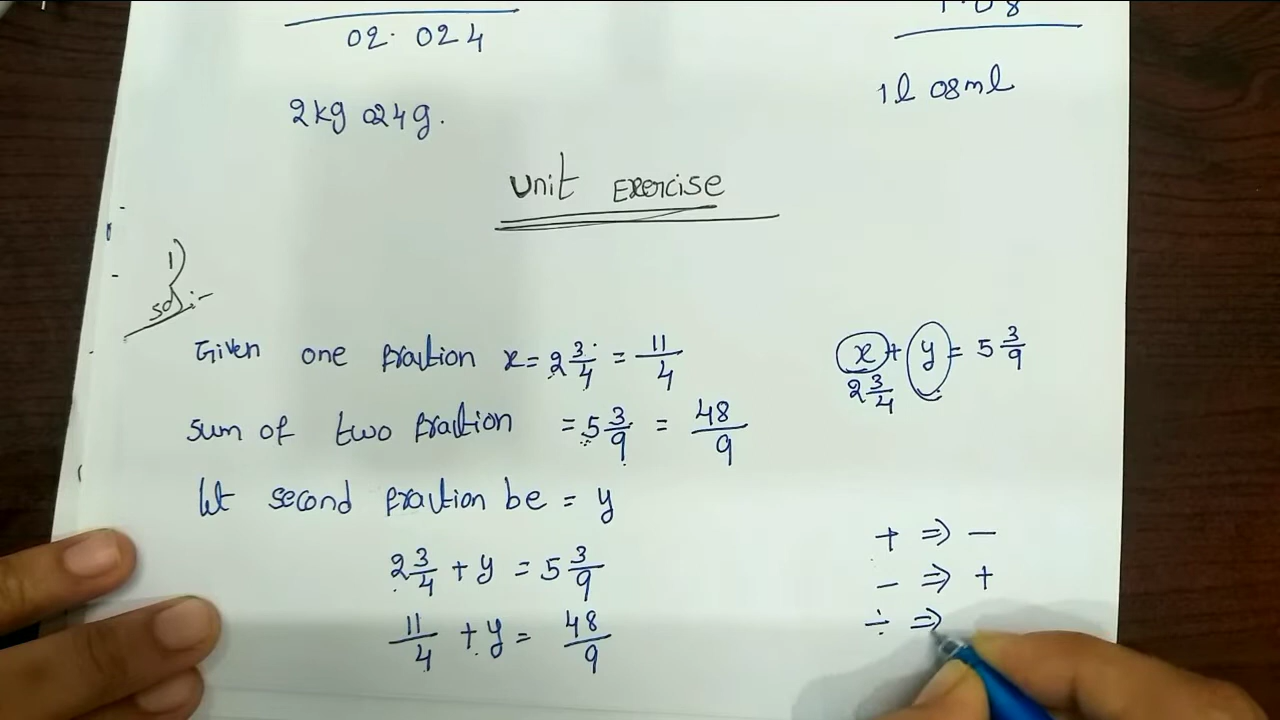 02. 024
1.08
2kg 024g.
1l 08ml
Unit Exercise
1)
Sol:-
Given one fraction x = 2 3/4 = 11/4
x + y = 5 3/9
2 3/4
sum of two fraction = 5 3/9 = 48/9
let second fraction be = y
2 3/4 + y = 5 3/9
11/4 + y = 48/9
+ ⇒ −
− ⇒ +
÷ ⇒